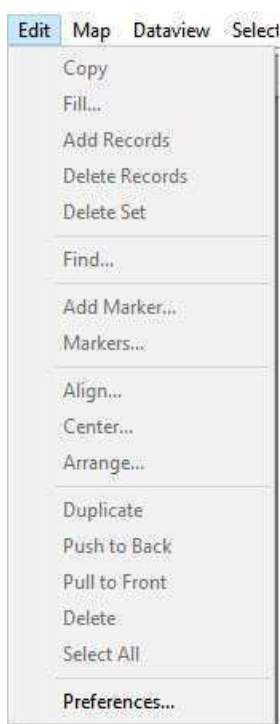 Edit Map Dataview Select
Copy
Fill...
Add Records
Delete Records
Delete Set
Find...
Add Marker...
Markers...
Align...
Center...
Arrange...
Duplicate
Push to Back
Pull to Front
Delete
Select All
Preferences...